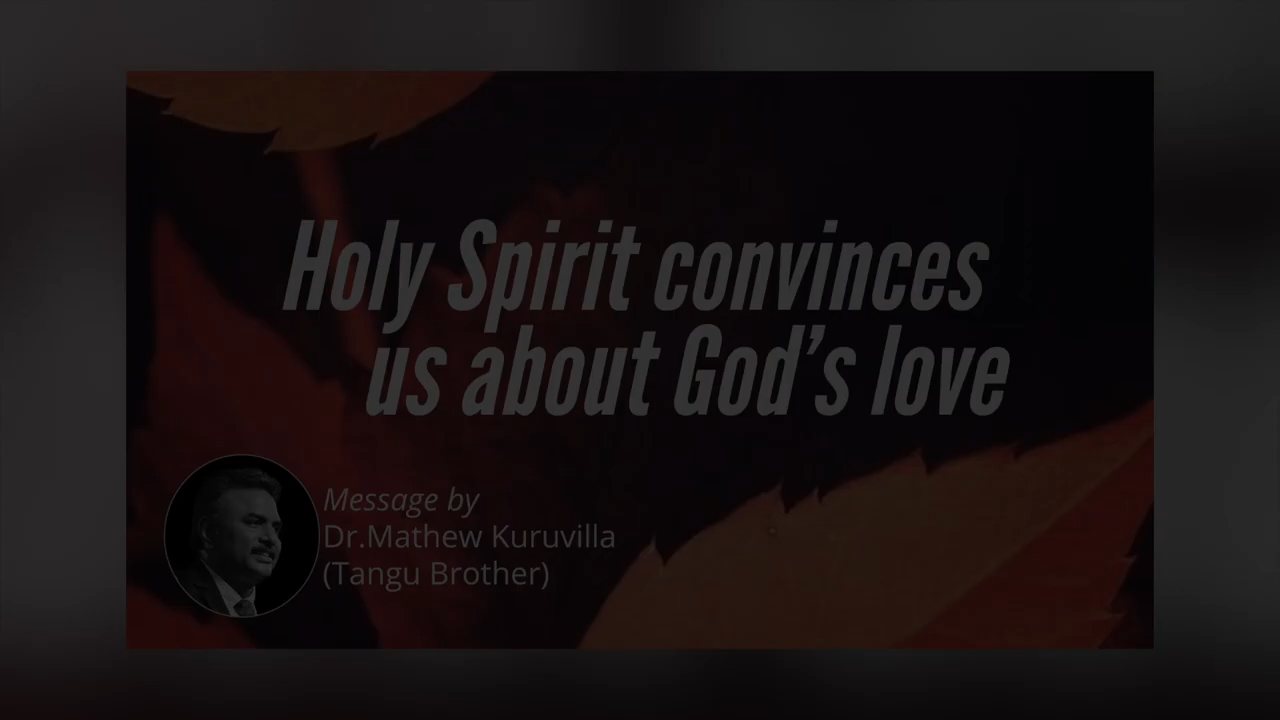 Holy Spirit convinces
us about God’s love
Message by
Dr.Mathew Kuruvilla
(Tangu Brother)